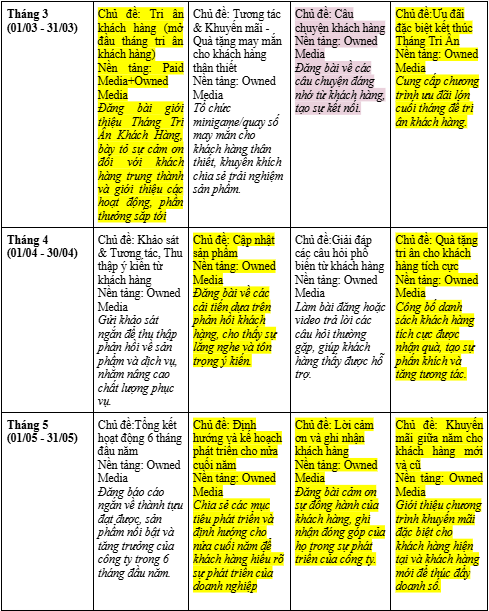 Tháng 3
(01/03 - 31/03)
Chủ đề: Tri ân
khách hàng (mở
đầu tháng tri ân
khách hàng)
Nền tảng: Paid
Media+Owned
Media
Đăng bài giới
thiệu Tháng Tri
Ân Khách Hàng,
bày tỏ sự cảm ơn
đối với khách
hàng trung thành
và giới thiệu các
hoạt động, phần
thưởng sắp tới
Chủ đề: Tương tác
& Khuyến mãi -
Quà tặng may mắn
cho khách hàng
thân thiết
Nền tảng: Owned
Media
Tổ chức
minigame/quay số
may mắn cho
khách hàng thân
thiết, khuyến khích
chia sẻ trải nghiệm
sản phẩm.
Chủ đề: Câu
chuyện khách hàng
Nền tảng: Owned
Media
Đăng bài về các
câu chuyện đáng
nhớ từ khách hàng,
tạo sự kết nối.
Chủ đề:Ưu đãi
đặc biệt kết thúc
Tháng Tri Ân
Nền tảng: Owned
Media
Cung cấp chương
trình ưu đãi lớn
cuối tháng để tri
ân khách hàng.
Tháng 4
(01/04 - 30/04)
Chủ đề: Khảo sát
& Tương tác, Thu
thập ý kiến từ
khách hàng
Nền tảng: Owned
Media
Gửi khảo sát
ngắn để thu thập
phản hồi về sản
phẩm và dịch vụ,
nhằm nâng cao
chất lượng phục
vụ.
Chủ đề: Cập nhật
sản phẩm
Nền tảng: Owned
Media
Đăng bài về các
cải tiến dựa trên
phản hồi khách
hàng, cho thấy sự
lắng nghe và tôn
trọng ý kiến.
Chủ đề:Giải đáp
các câu hỏi phổ
biến từ khách hàng
Nền tảng: Owned
Media
Làm bài đăng hoặc
video trả lời các
câu hỏi thường
gặp, giúp khách
hàng thấy được hỗ
trợ.
Chủ đề: Quà tặng
tri ân cho khách
hàng tích cực
Nền tảng: Owned
Media
Công bố danh
sách khách hàng
tích cực được
nhận quà, tạo sự
phấn khích và
tăng tương tác.
Tháng 5
(01/05 - 31/05)
Chủ đề:Tổng kết
hoạt động 6 tháng
đầu năm
Nền tảng: Owned
Media
Đăng báo cáo
ngắn về thành tựu
đạt được, sản
phẩm nổi bật và
tăng trưởng của
công ty trong 6
tháng đầu năm.
Chủ đề: Định
hướng và kế hoạch
phát triển cho nửa
cuối năm
Nền tảng: Owned
Media
Chia sẻ các mục
tiêu phát triển và
định hướng cho
nửa cuối năm để
khách hàng hiểu rõ
sự phát triển của
doanh nghiệp
Chủ đề: Lời cảm
ơn và ghi nhận
khách hàng
Nền tảng: Owned
Media
Đăng bài cảm ơn
sự đồng hành của
khách hàng, ghi
nhận đóng góp của
họ trong sự phát
triển của công ty.
Chủ đề: Khuyến
mãi giữa năm cho
khách hàng mới
và cũ
Nền tảng: Owned
Media
Giới thiệu chương
trình khuyến mãi
đặc biệt cho
khách hàng hiện
tại và khách hàng
mới để thúc đẩy
doanh số.